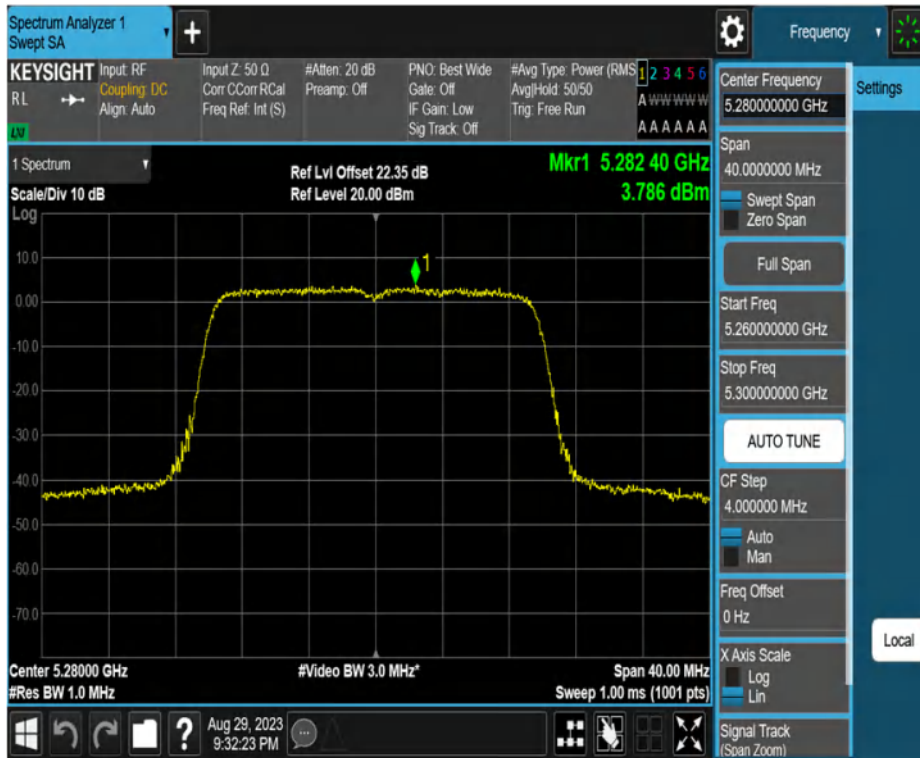 Spectrum Analyzer 1
Swept SA
Frequency
KEYSIGHT
RL
LXI
Input: RF
Coupling: DC
Align: Auto
Input Z: 50 Ω
Corr CCorr RCal
Freq Ref: Int (S)
#Atten: 20 dB
Preamp: Off
PNO: Best Wide
Gate: Off
IF Gain: Low
Sig Track: Off
#Avg Type: Power (RMS
Avg|Hold: 50/50
Trig: Free Run
1 2 3 4 5 6
A W W W W W
A A A A A A
1 Spectrum
Scale/Div 10 dB
Log
Ref Lvl Offset 22.35 dB
Ref Level 20.00 dBm
Mkr1 5.282 40 GHz
3.786 dBm
10.0
0.00
-10.0
-20.0
-30.0
-40.0
-50.0
-60.0
-70.0
1
Center 5.28000 GHz
#Res BW 1.0 MHz
#Video BW 3.0 MHz*
Span 40.00 MHz
Sweep 1.00 ms (1001 pts)
Aug 29, 2023
9:32:23 PM
Center Frequency
5.280000000 GHz
Span
40.0000000 MHz
Swept Span
Zero Span
Full Span
Start Freq
5.260000000 GHz
Stop Freq
5.300000000 GHz
AUTO TUNE
CF Step
4.000000 MHz
Auto
Man
Freq Offset
0 Hz
X Axis Scale
Log
Lin
Signal Track
(Span Zoom)
Settings
Local